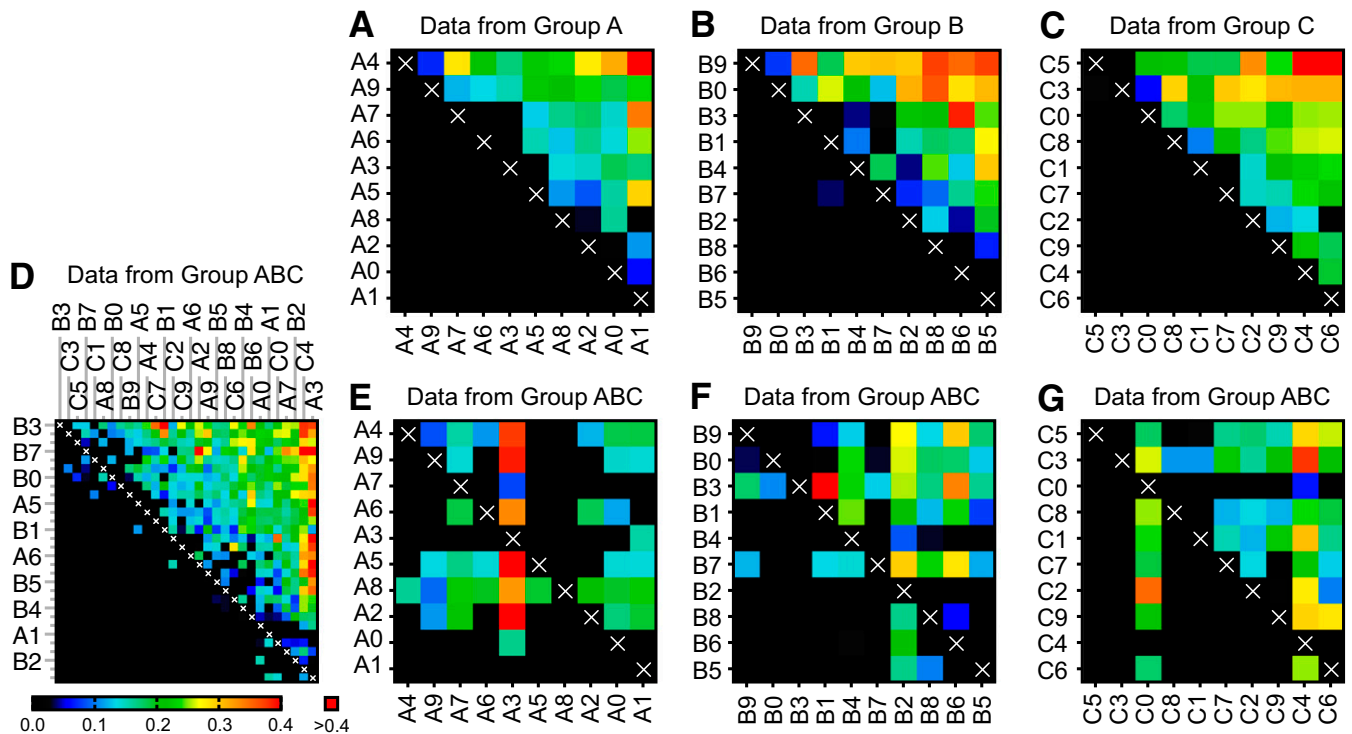 A Data from Group A
A4
A9
A7
A6
A3
A5
A8
A2
A0
A1
A4 A9 A7 A6 A3 A5 A8 A2 A0 A1
B Data from Group B
B9
B0
B3
B1
B4
B7
B2
B8
B6
B5
B9 B0 B3 B1 B4 B7 B2 B8 B6 B5
C Data from Group C
C5
C3
C0
C8
C1
C7
C2
C9
C4
C6
C5 C3 C0 C8 C1 C7 C2 C9 C4 C6
D Data from Group ABC
B3 B7 B0 A5 B1 A6 B5 B4 A1 B2
C3 C1 C8 A4 C2 A2 B8 B6 C0 C4
C5 A8 B9 C7 C9 A9 C6 A0 A7 A3
B3
B7
B0
A5
B1
A6
B5
B4
A1
B2
0.0 0.1 0.2 0.3 0.4 >0.4
E Data from Group ABC
A4
A9
A7
A6
A3
A5
A8
A2
A0
A1
A4 A9 A7 A6 A3 A5 A8 A2 A0 A1
F Data from Group ABC
B9
B0
B3
B1
B4
B7
B2
B8
B6
B5
B9 B0 B3 B1 B4 B7 B2 B8 B6 B5
G Data from Group ABC
C5
C3
C0
C8
C1
C7
C2
C9
C4
C6
C5 C3 C0 C8 C1 C7 C2 C9 C4 C6